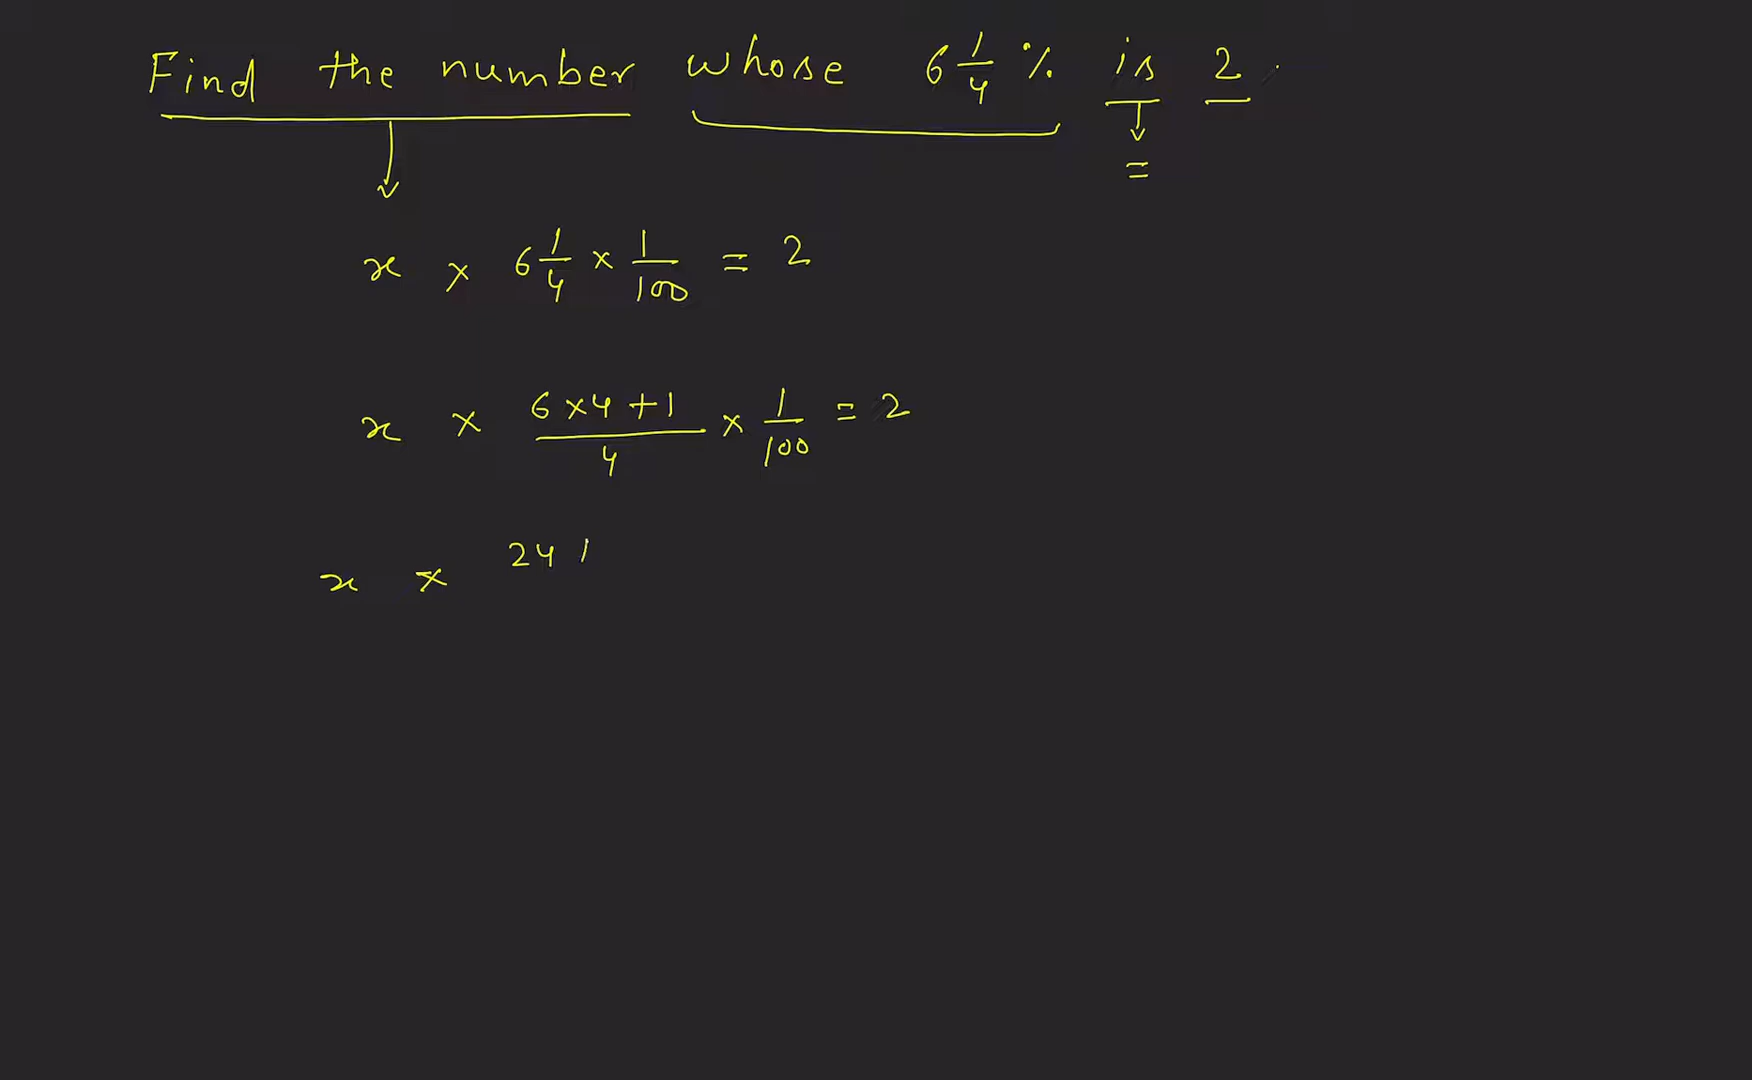 Find the number whose 6 1/4 % is 2
=
x × 6 1/4 × 1/100 = 2
x × (6×4+1)/4 × 1/100 = 2
x × 24